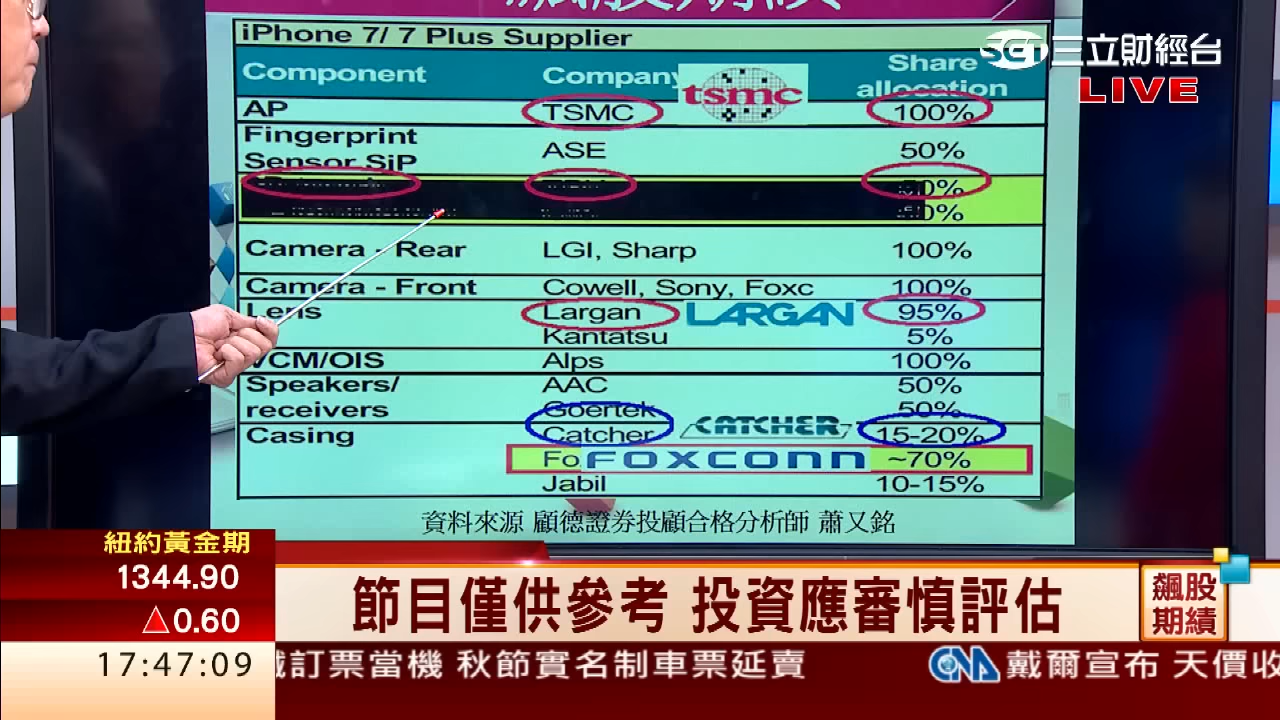 iPhone 7/ 7 Plus Supplier
SET 三立財經台
LIVE
Component Company tsmc Share allocation
AP TSMC 100%
Fingerprint Sensor SiP ASE 50%
Camera - Rear LGI, Sharp 100%
Camera - Front Cowell, Sony, Foxc 100%
Lens Largan LARGAN 95%
Kantatsu 5%
VCM/OIS Alps 100%
Speakers/ AAC 50%
receivers Goertek 50%
Casing Catcher CATCHER 15-20%
Fo FOXCONN ~70%
Jabil 10-15%
資料來源 顧德證券投顧合格分析師 蕭又銘
紐約黃金期
1344.90
△0.60
節目僅供參考 投資應審慎評估
飆股
期績
17:47:09
訂票當機 秋節實名制車票延賣
CNA 戴爾宣布 天價收